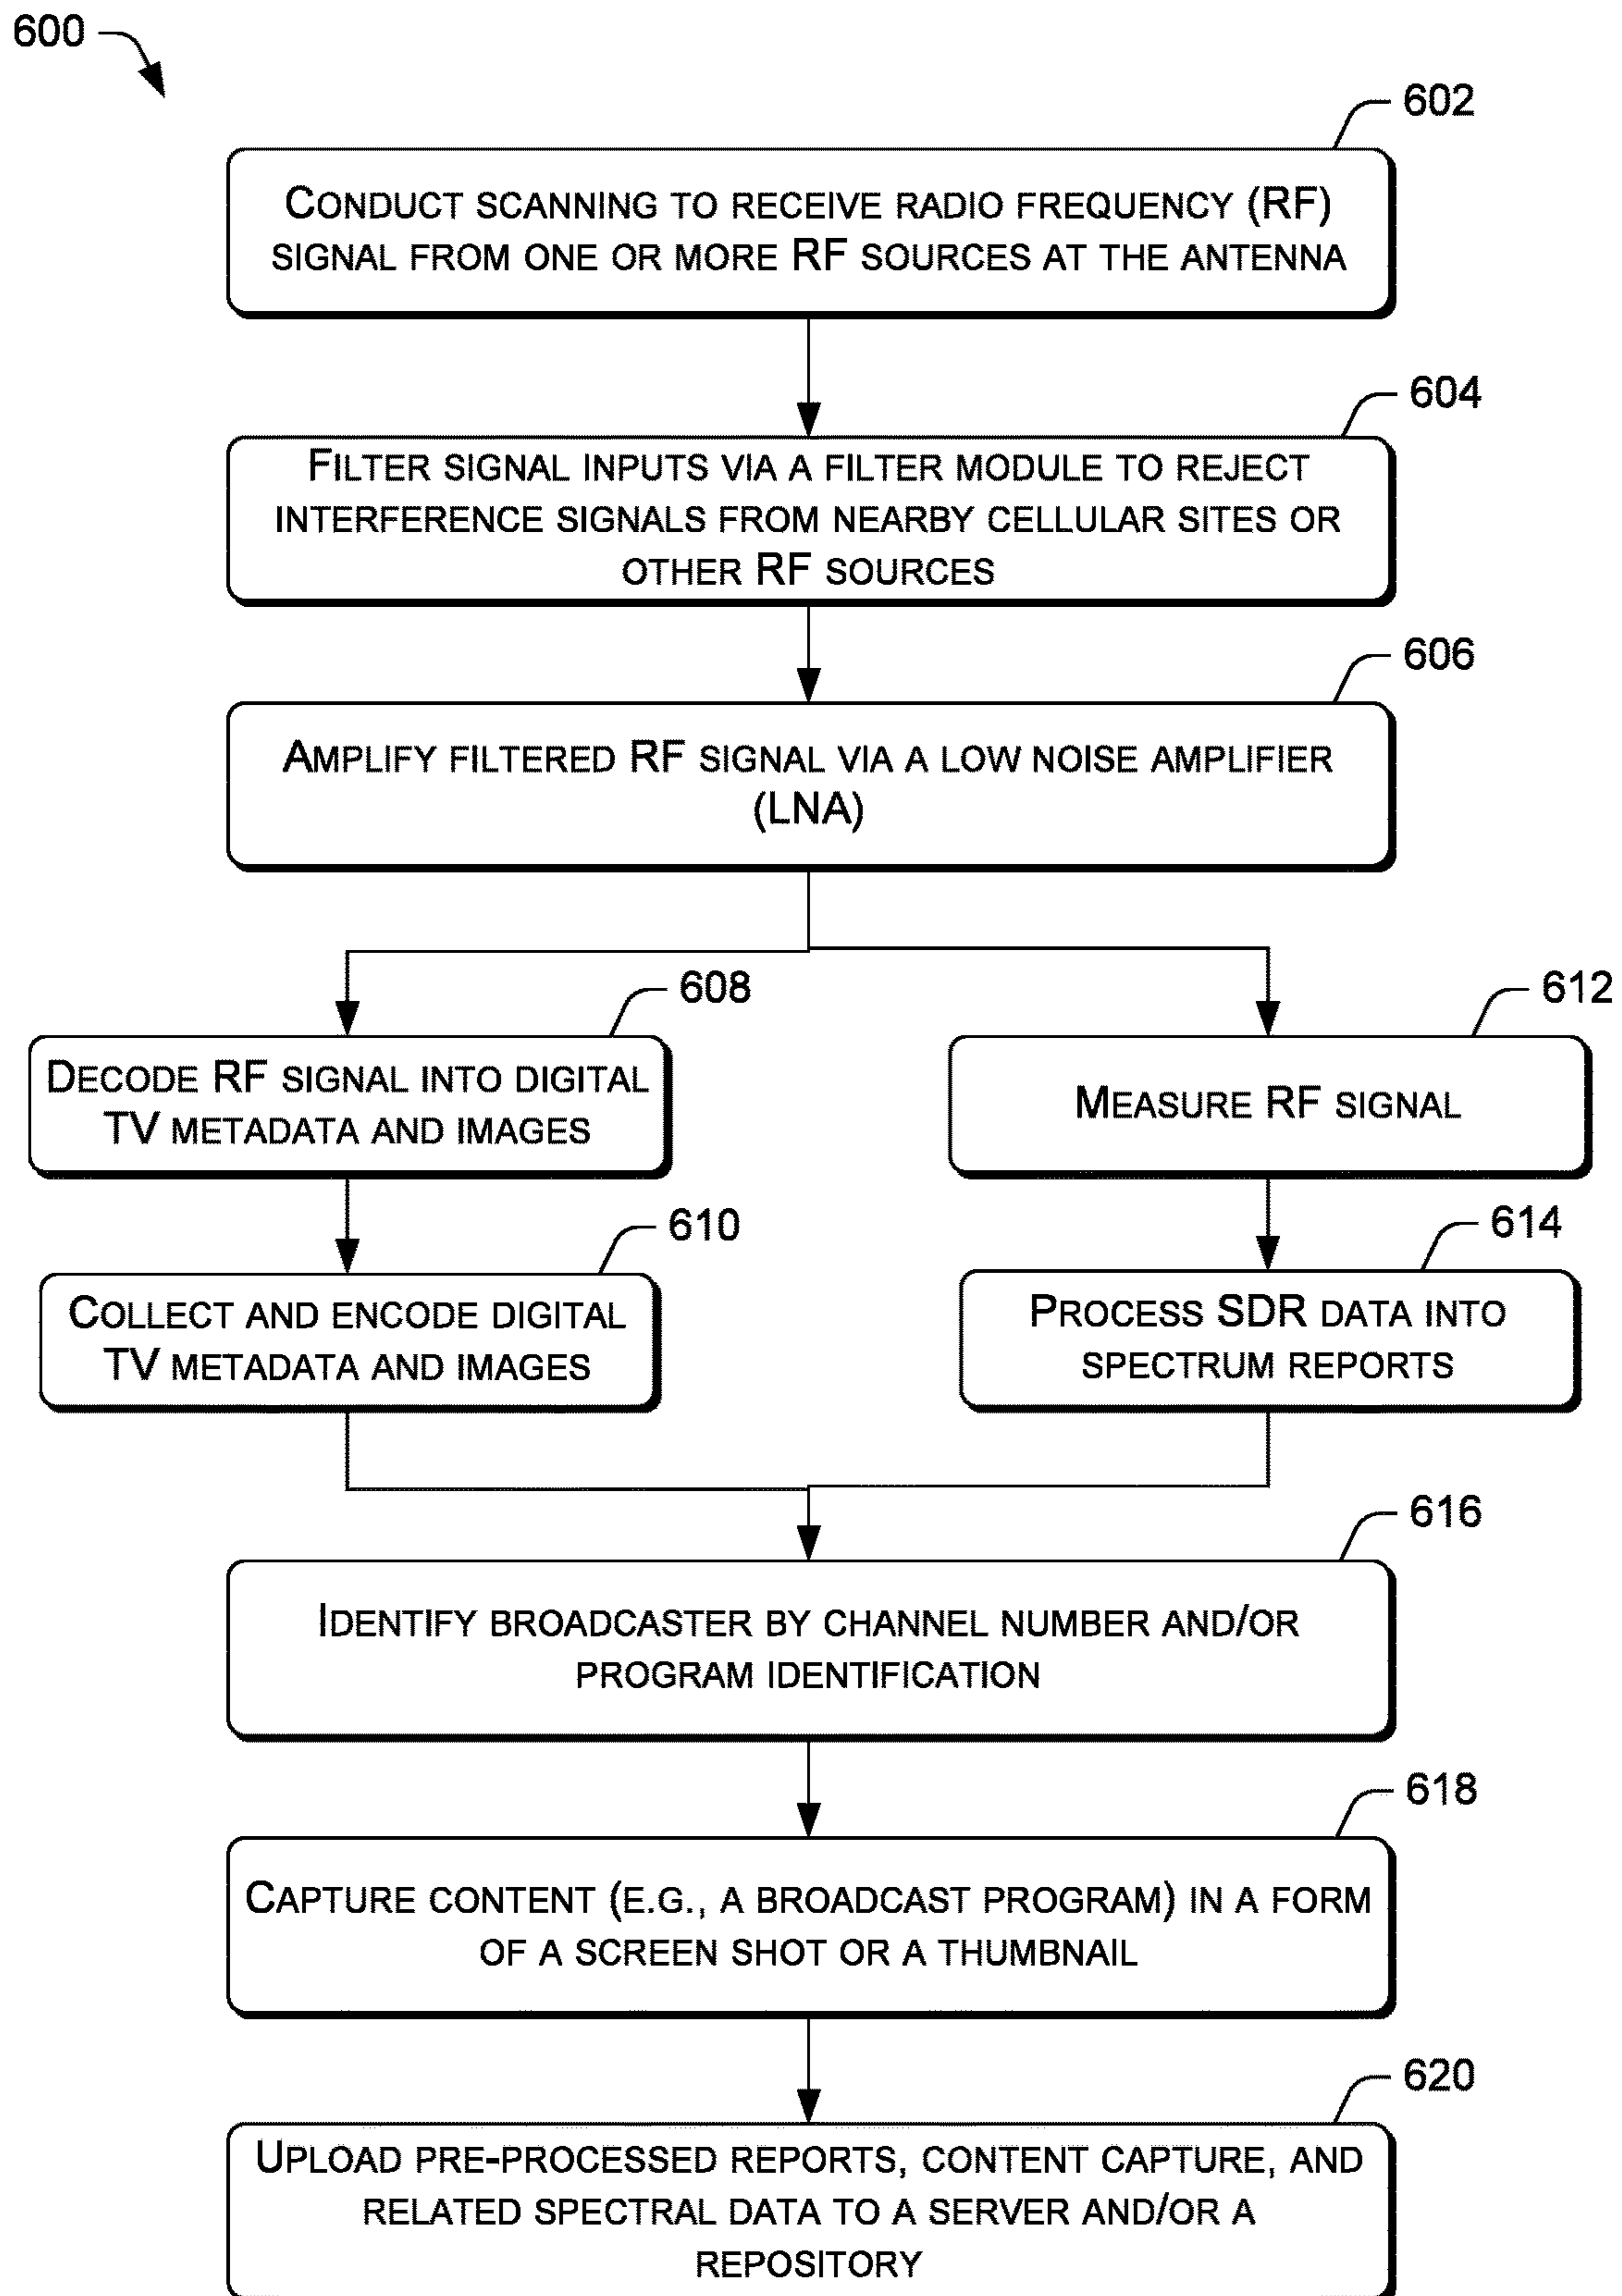 600
602
CONDUCT SCANNING TO RECEIVE RADIO FREQUENCY (RF)
SIGNAL FROM ONE OR MORE RF SOURCES AT THE ANTENNA
604
FILTER SIGNAL INPUTS VIA A FILTER MODULE TO REJECT
INTERFERENCE SIGNALS FROM NEARBY CELLULAR SITES OR
OTHER RF SOURCES
606
AMPLIFY FILTERED RF SIGNAL VIA A LOW NOISE AMPLIFIER
(LNA)
608
DECODE RF SIGNAL INTO DIGITAL
TV METADATA AND IMAGES
610
COLLECT AND ENCODE DIGITAL
TV METADATA AND IMAGES
612
MEASURE RF SIGNAL
614
PROCESS SDR DATA INTO
SPECTRUM REPORTS
616
IDENTIFY BROADCASTER BY CHANNEL NUMBER AND/OR
PROGRAM IDENTIFICATION
618
CAPTURE CONTENT (E.G., A BROADCAST PROGRAM) IN A FORM
OF A SCREEN SHOT OR A THUMBNAIL
620
UPLOAD PRE-PROCESSED REPORTS, CONTENT CAPTURE, AND
RELATED SPECTRAL DATA TO A SERVER AND/OR A
REPOSITORY